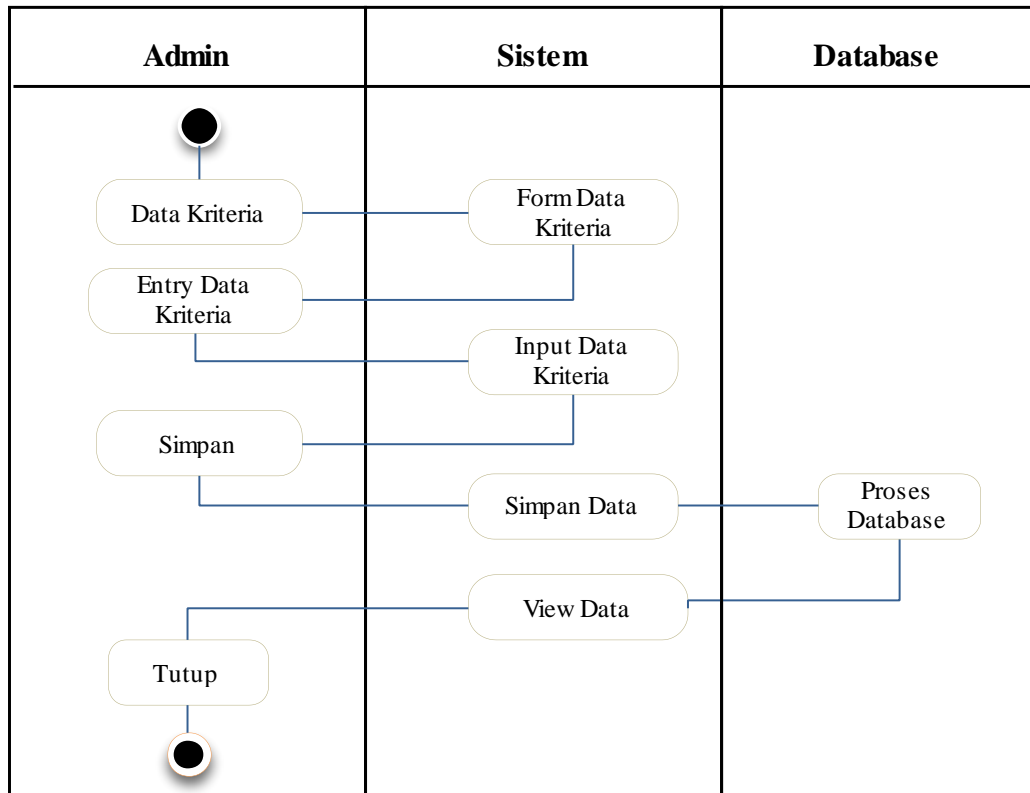 Admin
Sistem
Database
Data Kriteria
Form Data
Kriteria
Entry Data
Kriteria
Input Data
Kriteria
Simpan
Simpan Data
Proses
Database
View Data
Tutup